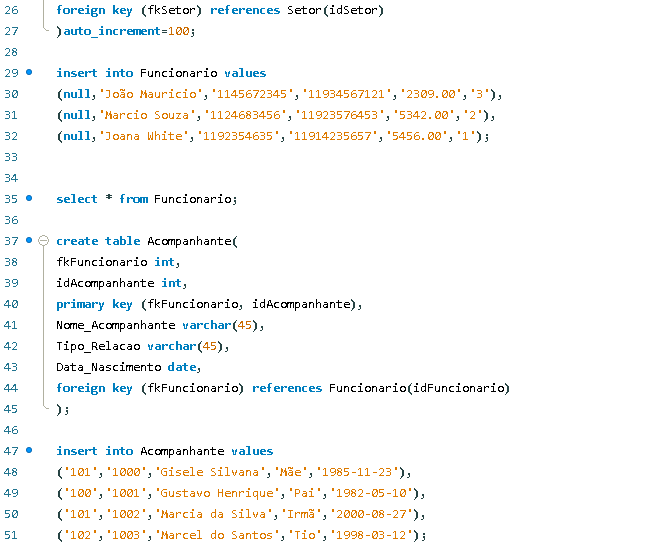 26 foreign key (fkSetor) references Setor(idSetor)
27 )auto_increment=100;
28
29 insert into Funcionario values
30 (null,'João Mauricio','1145672345','11934567121','2309.00','3'),
31 (null,'Marcio Souza','1124683456','11923576453','5342.00','2'),
32 (null,'Joana White','1192354635','11914235657','5456.00','1');
33
34
35 select * from Funcionario;
36
37 create table Acompanhante(
38 fkFuncionario int,
39 idAcompanhante int,
40 primary key (fkFuncionario, idAcompanhante),
41 Nome_Acompanhante varchar(45),
42 Tipo_Relacao varchar(45),
43 Data_Nascimento date,
44 foreign key (fkFuncionario) references Funcionario(idFuncionario)
45 );
46
47 insert into Acompanhante values
48 ('101','1000','Gisele Silvana','Mãe','1985-11-23'),
49 ('100','1001','Gustavo Henrique','Pai','1982-05-10'),
50 ('101','1002','Marcia da Silva','Irmã','2000-08-27'),
51 ('102','1003','Marcel do Santos','Tio','1998-03-12');